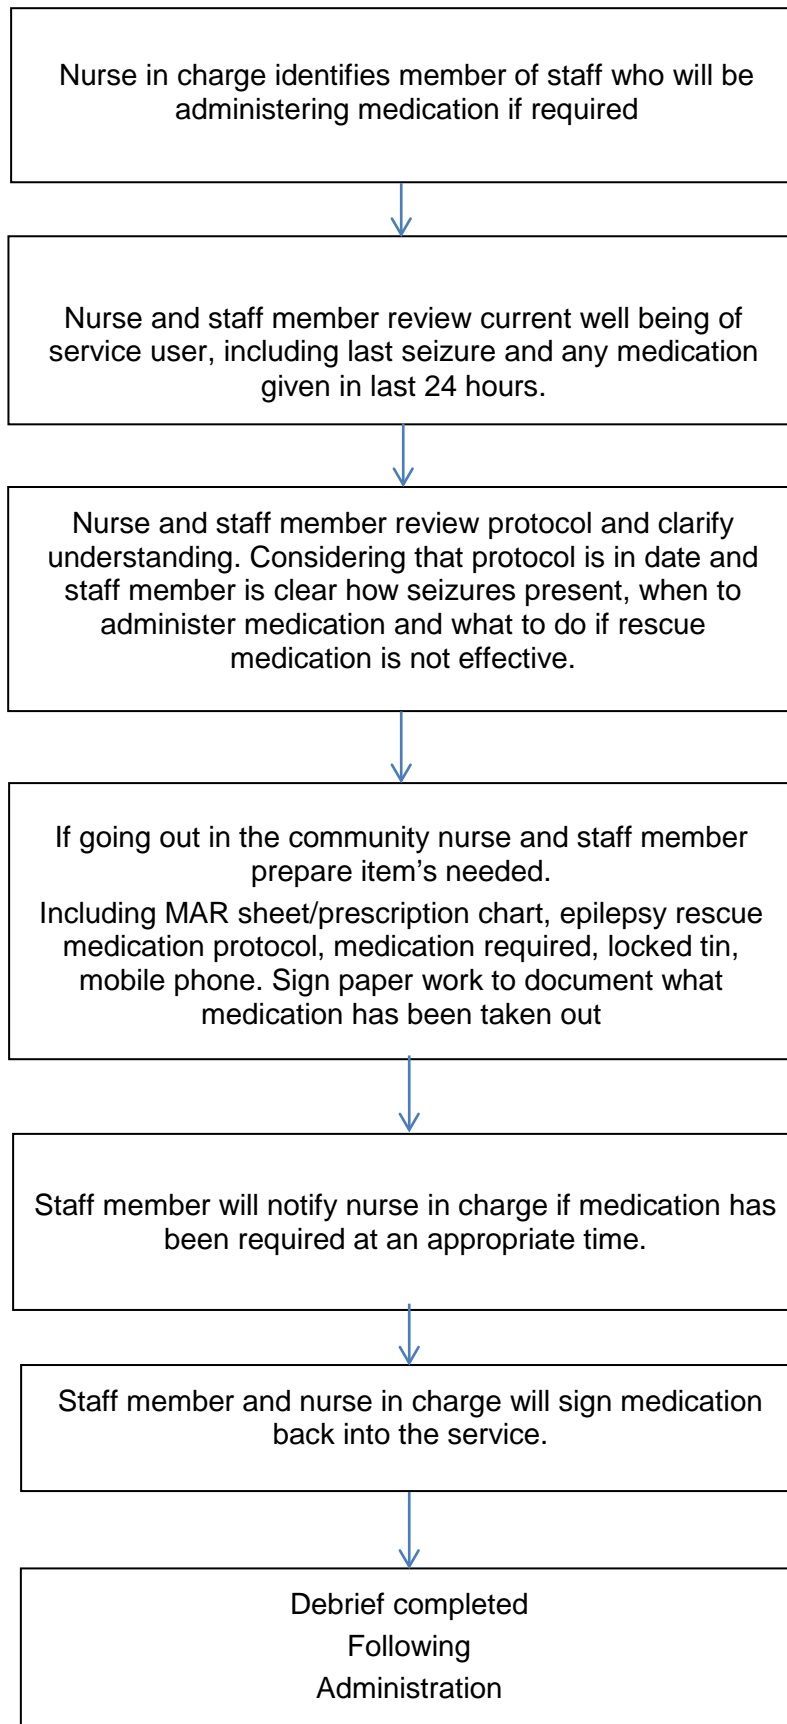 Nurse in charge identifies member of staff who will be
administering medication if required
Nurse and staff member review current well being of
service user, including last seizure and any medication
given in last 24 hours.
Nurse and staff member review protocol and clarify
understanding. Considering that protocol is in date and
staff member is clear how seizures present, when to
administer medication and what to do if rescue
medication is not effective.
If going out in the community nurse and staff member
prepare item’s needed.
Including MAR sheet/prescription chart, epilepsy rescue
medication protocol, medication required, locked tin,
mobile phone. Sign paper work to document what
medication has been taken out
Staff member will notify nurse in charge if medication has
been required at an appropriate time.
Staff member and nurse in charge will sign medication
back into the service.
Debrief completed
Following
Administration